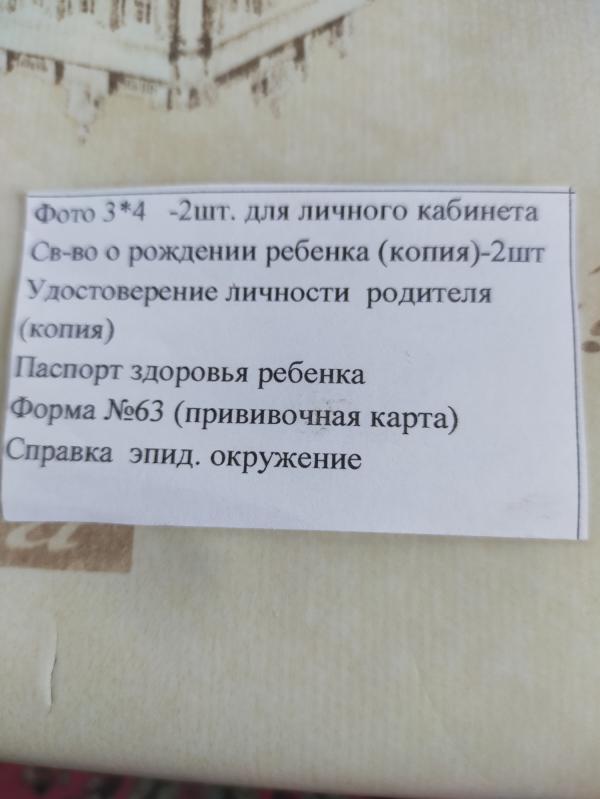 Фото 3*4 -2шт. для личного кабинета
Св-во о рождении ребенка (копия)-2шт
Удостоверение личности родителя
(копия)
Паспорт здоровья ребенка
Форма №63 (прививочная карта)
Справка эпид. окружение
а